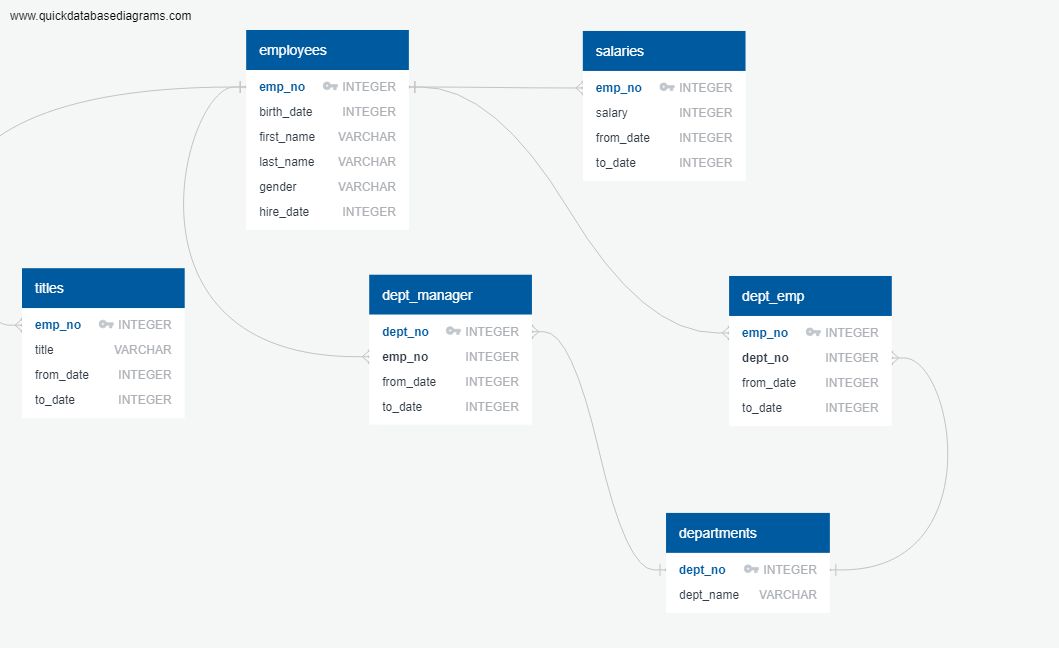 www.quickdatabasediagrams.com
employees
emp_no INTEGER
birth_date INTEGER
first_name VARCHAR
last_name VARCHAR
gender VARCHAR
hire_date INTEGER
salaries
emp_no INTEGER
salary INTEGER
from_date INTEGER
to_date INTEGER
titles
emp_no INTEGER
title VARCHAR
from_date INTEGER
to_date INTEGER
dept_manager
dept_no INTEGER
emp_no INTEGER
from_date INTEGER
to_date INTEGER
dept_emp
emp_no INTEGER
dept_no INTEGER
from_date INTEGER
to_date INTEGER
departments
dept_no INTEGER
dept_name VARCHAR